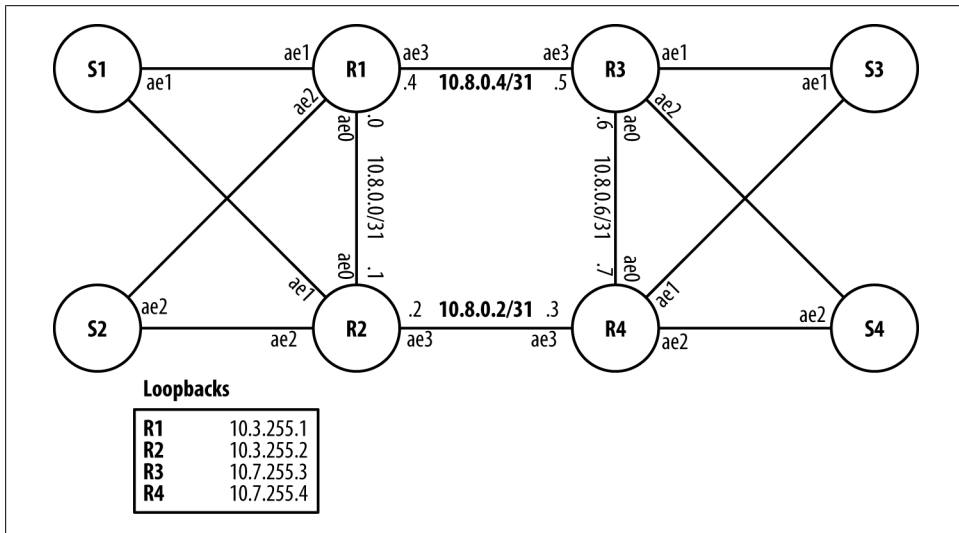 S1
ae1
ae1
R1
ae3
.4
10.8.0.4/31
ae3
.5
R3
ae1
ae1
S3
ae2
ae0
.0
ae2
.6
ae0
10.8.0.0/31
10.8.0.6/31
S2
ae2
ae2
ae1
ae0
.1
R2
.2
10.8.0.2/31
.3
ae3
ae3
.7
ae0
ae1
R4
ae2
ae2
S4
Loopbacks
R1 10.3.255.1
R2 10.3.255.2
R3 10.7.255.3
R4 10.7.255.4